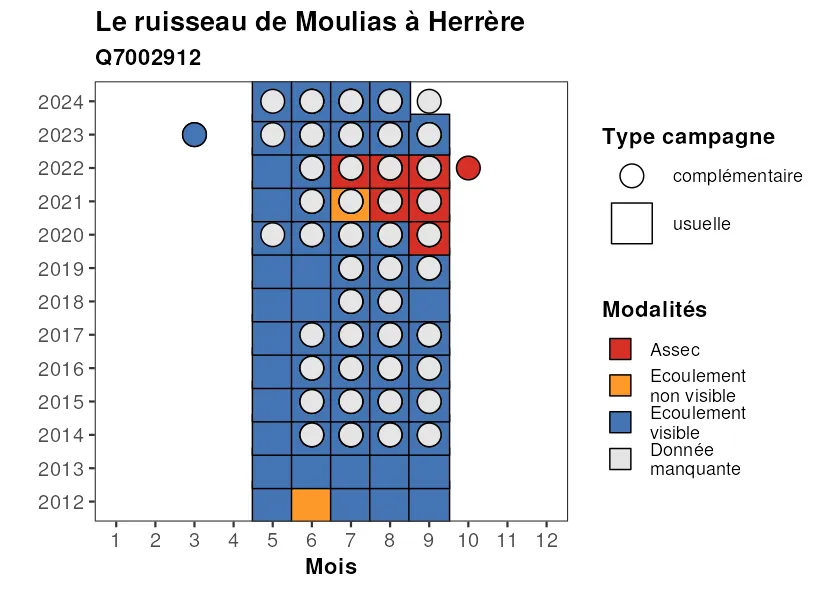 Le ruisseau de Moulias à Herrère
Q7002912
2024
2023
2022
2021
2020
2019
2018
2017
2016
2015
2014
2013
2012
1 2 3 4 5 6 7 8 9 10 11 12
Mois
Type campagne
complémentaire
usuelle
Modalités
Assec
Ecoulement
non visible
Ecoulement
visible
Donnée
manquante